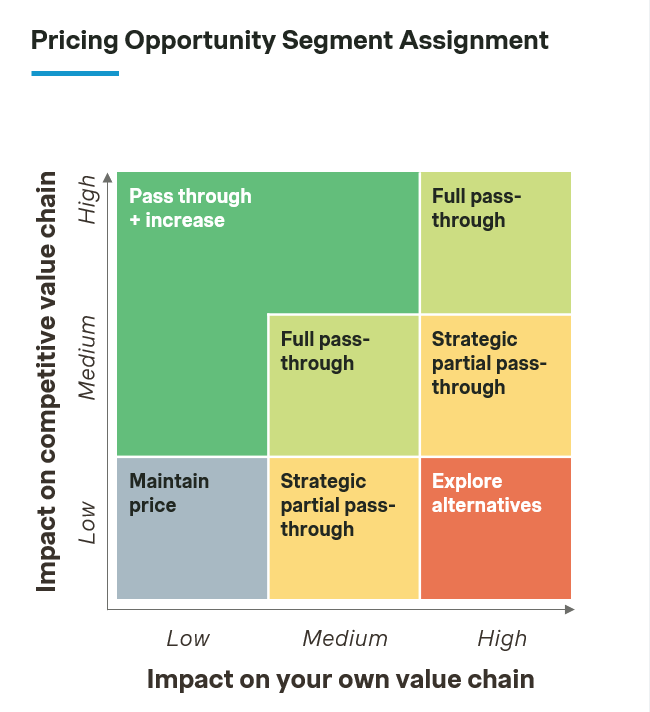 Pricing Opportunity Segment Assignment
Impact on competitive value chain
High
Medium
Low
Pass through
+ increase
Full pass-
through
Full pass-
through
Strategic
partial pass-
through
Maintain
price
Strategic
partial pass-
through
Explore
alternatives
Low
Medium
High
Impact on your own value chain